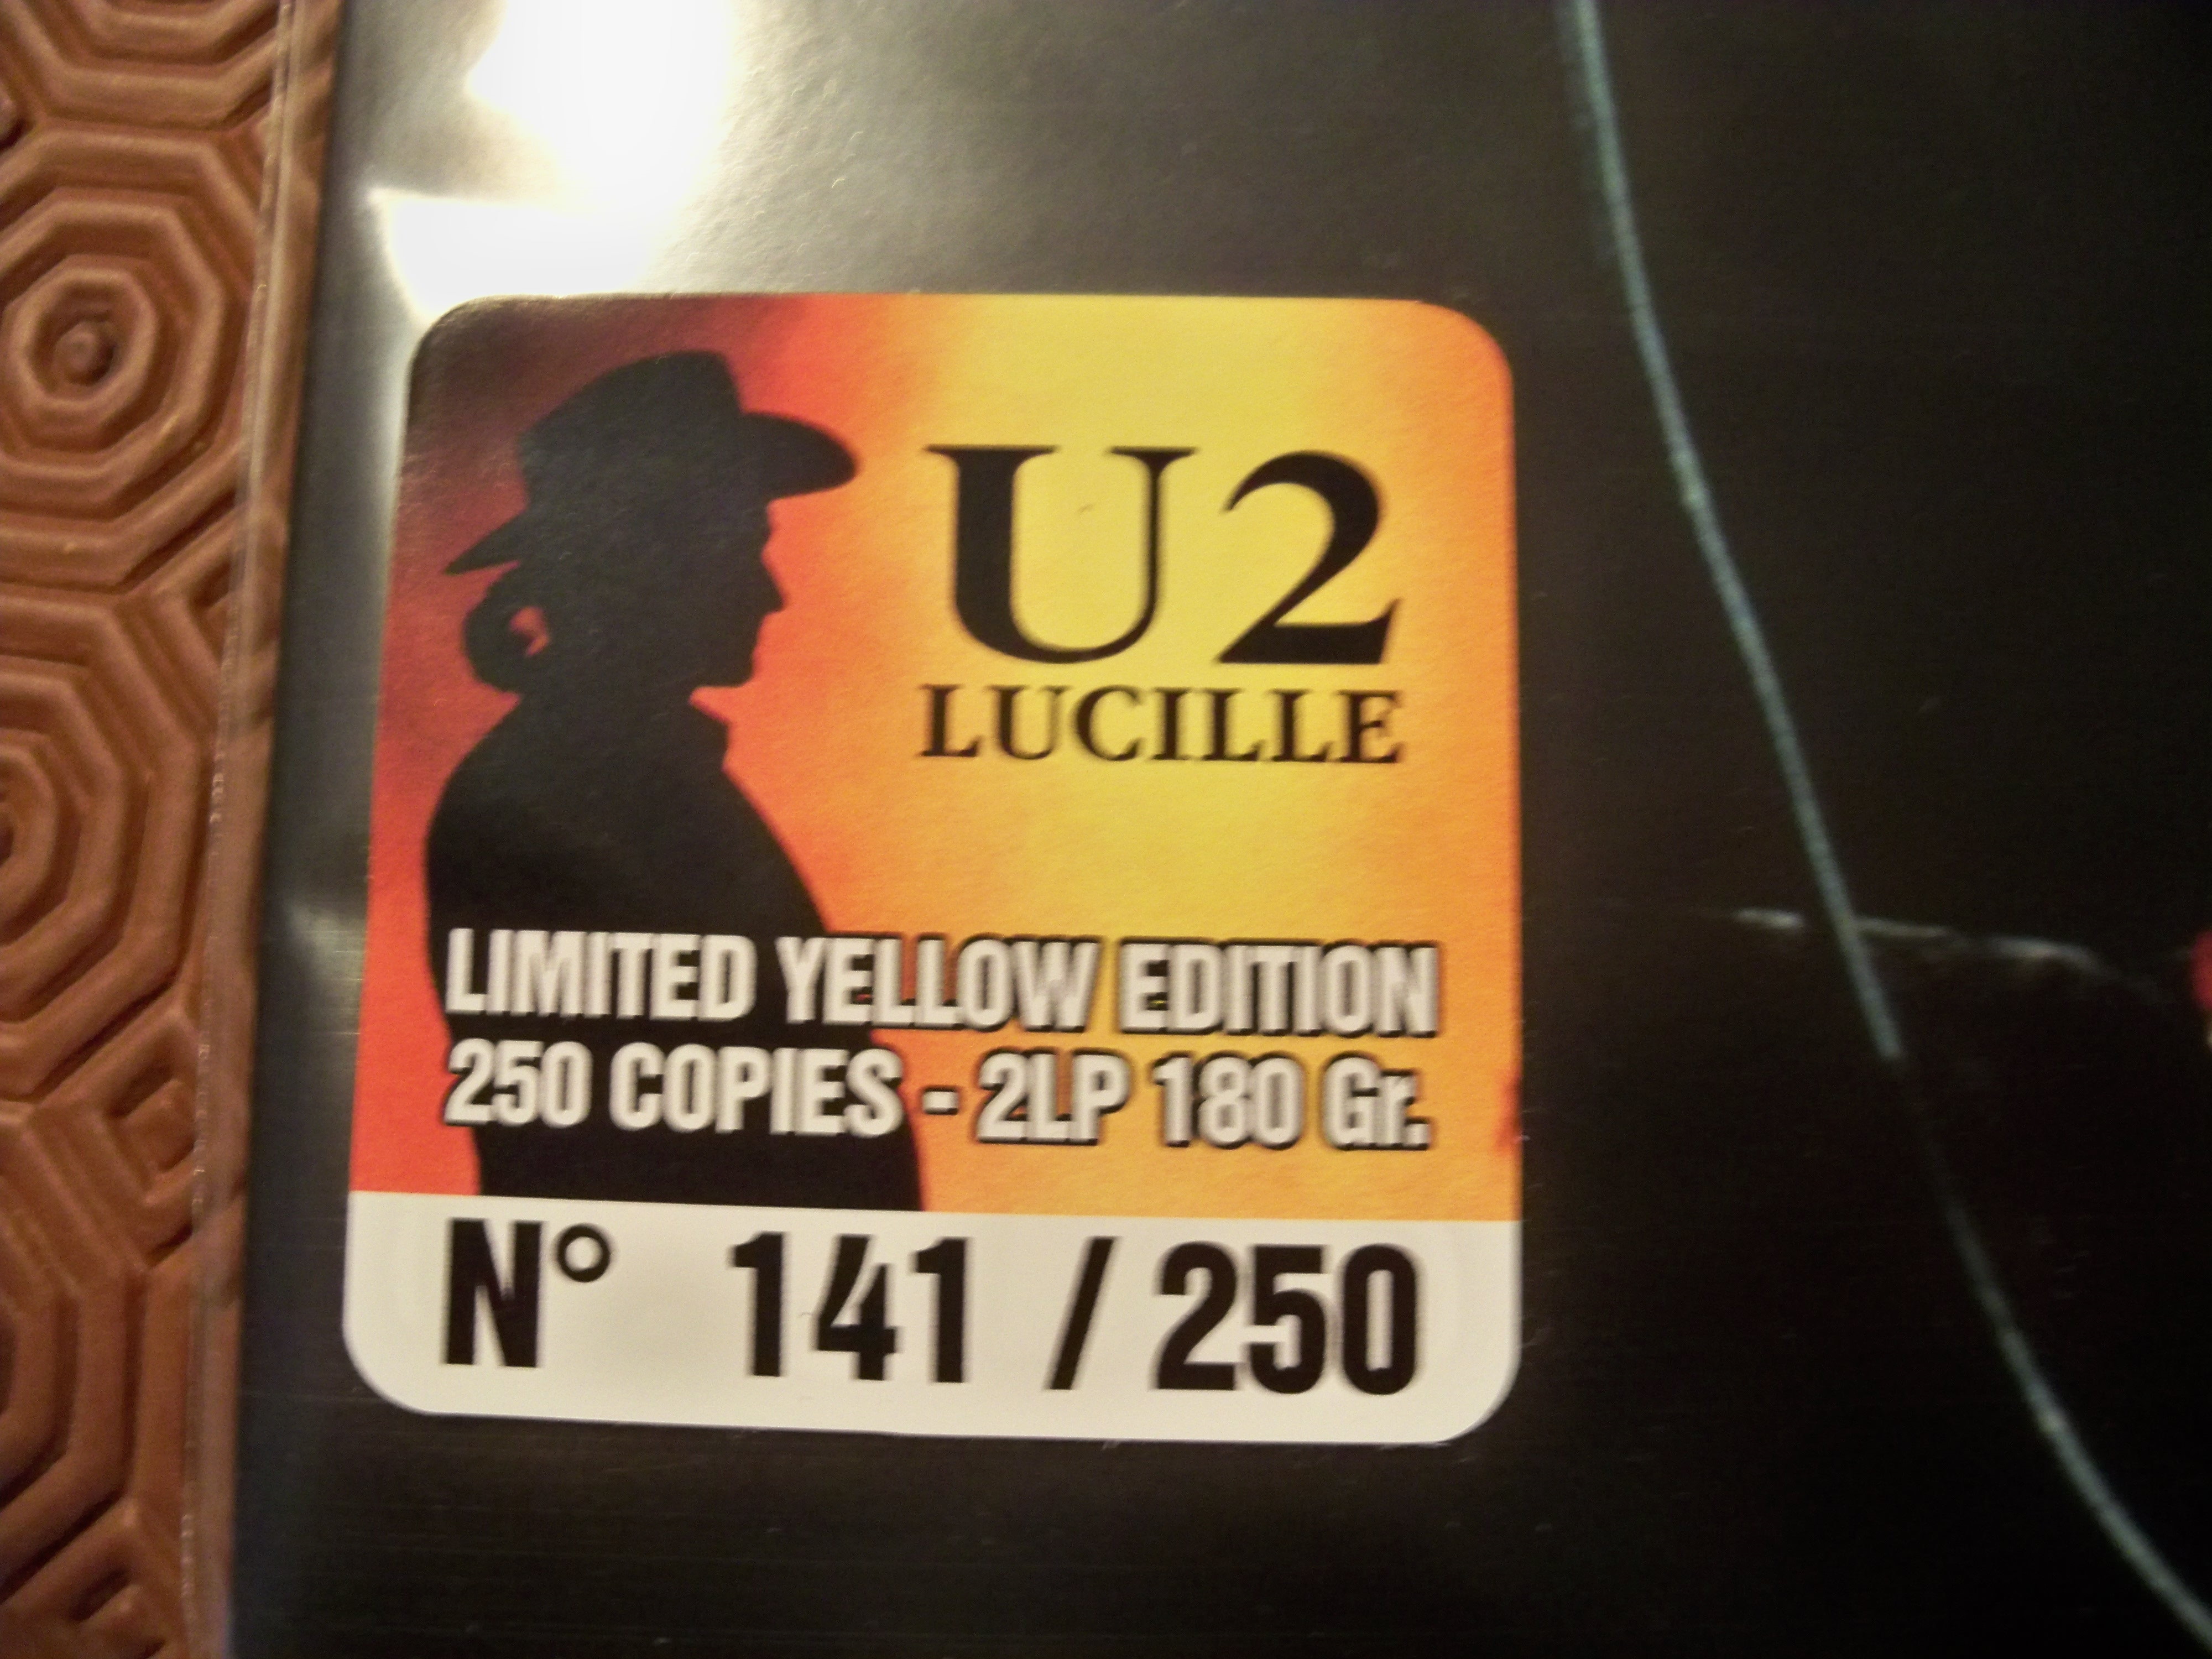 U2
LUCILLE
LIMITED YELLOW EDITION
250 COPIES - 2LP 180 Gr.
N° 141 / 250